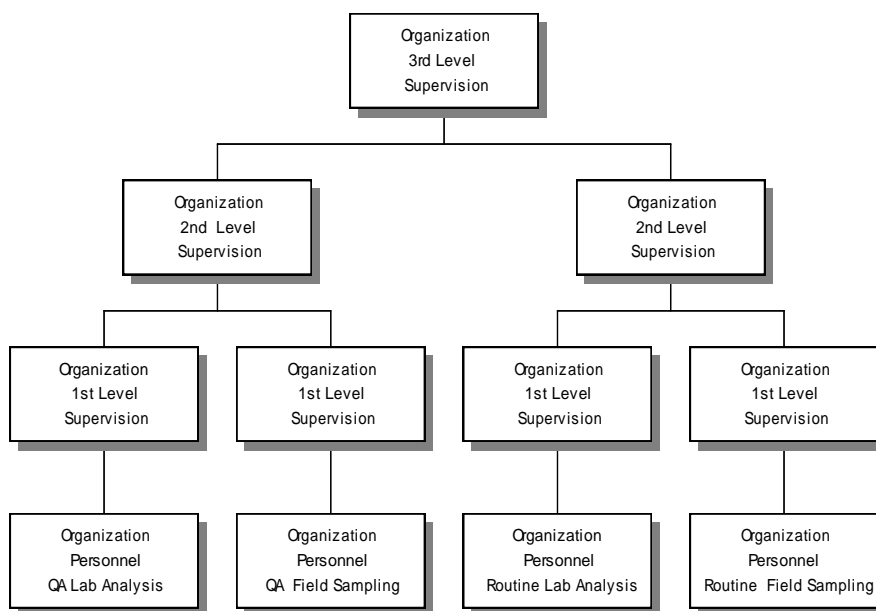 Organization
3rd Level
Supervision
Organization
2nd Level
Supervision
Organization
2nd Level
Supervision
Organization
1st Level
Supervision
Organization
1st Level
Supervision
Organization
1st Level
Supervision
Organization
1st Level
Supervision
Organization
Personnel
QA Lab Analysis
Organization
Personnel
QA Field Sampling
Organization
Personnel
Routine Lab Analysis
Organization
Personnel
Routine Field Sampling